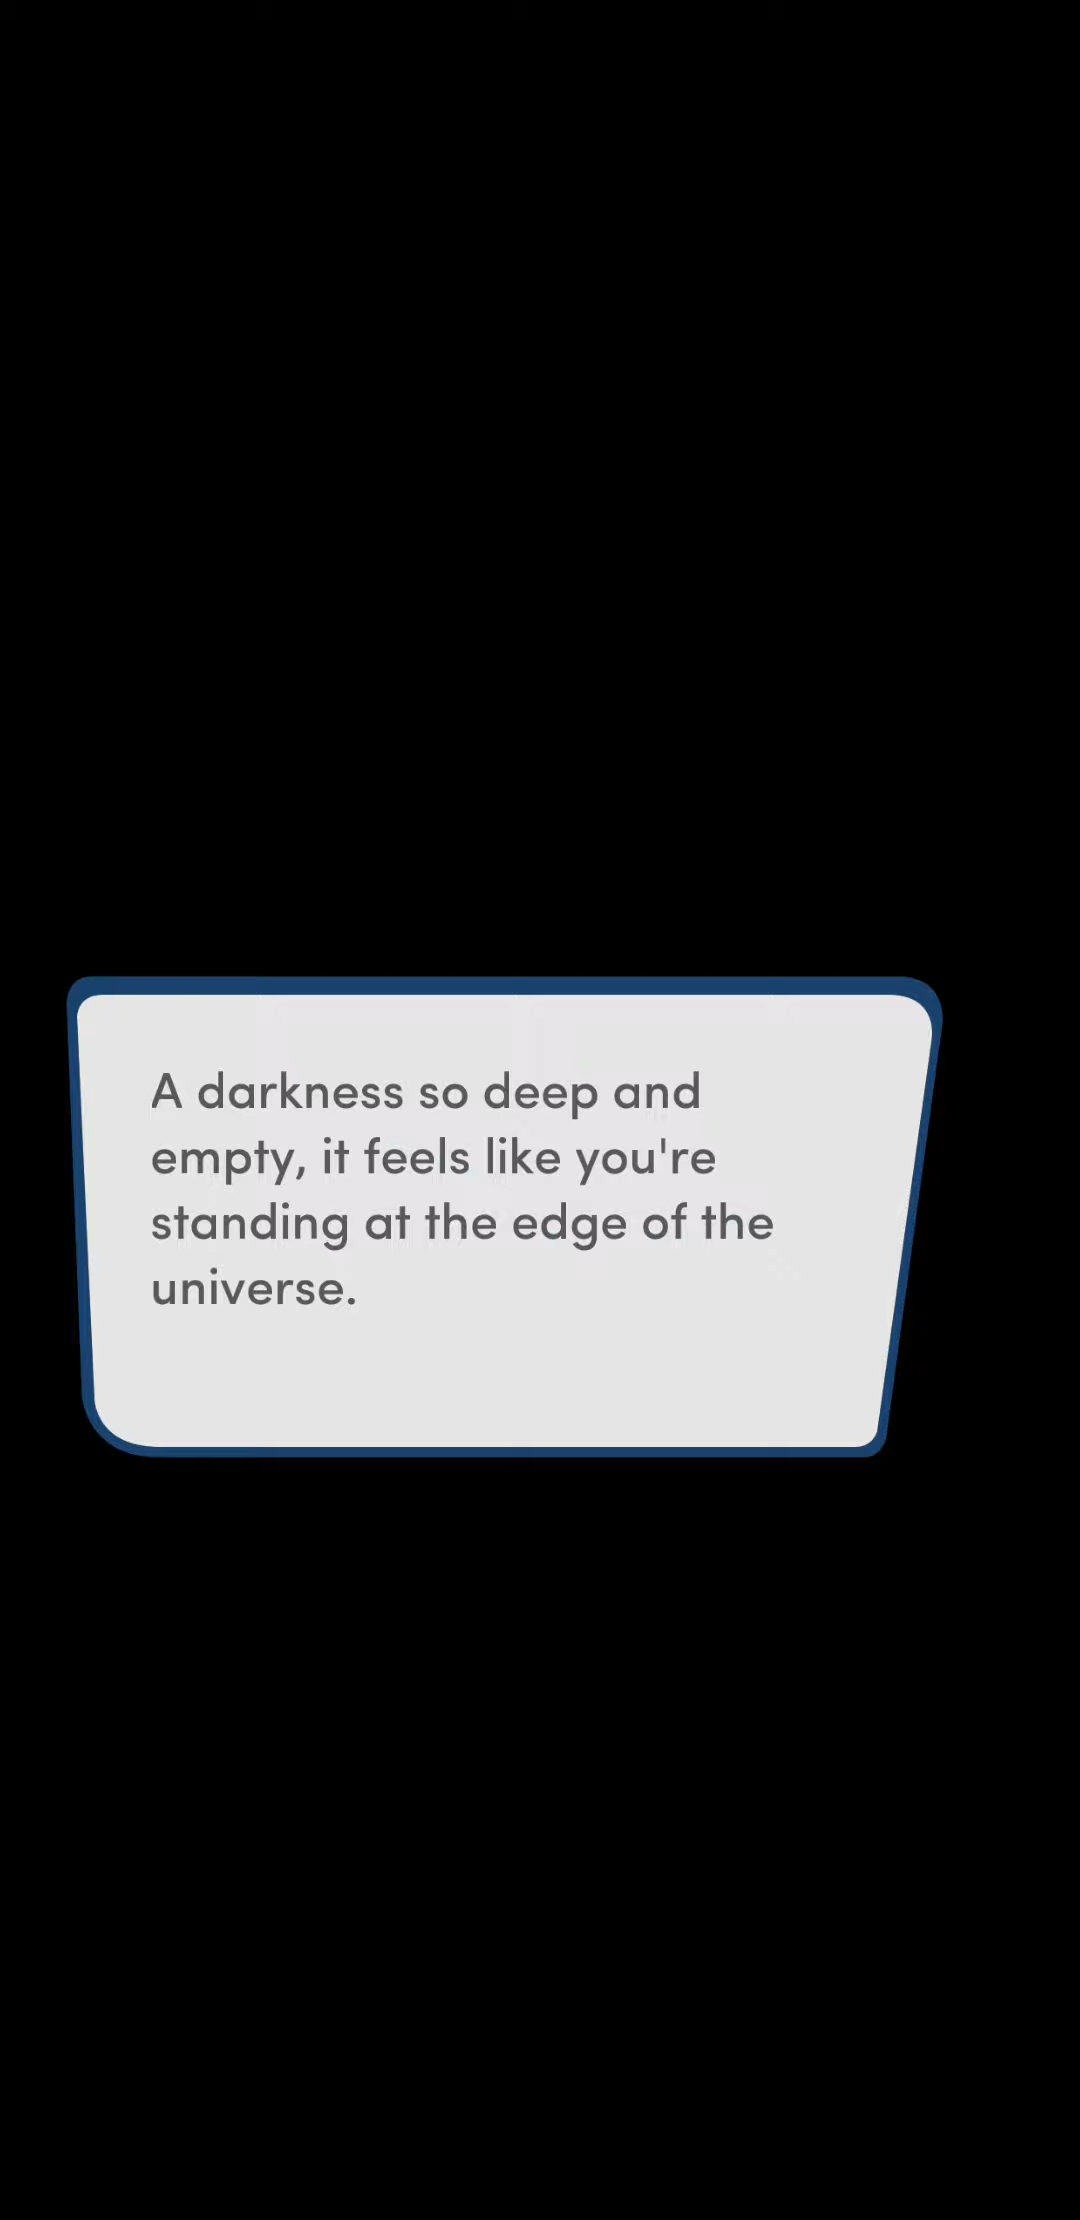 A darkness so deep and
empty, it feels like you're
standing at the edge of the
universe.